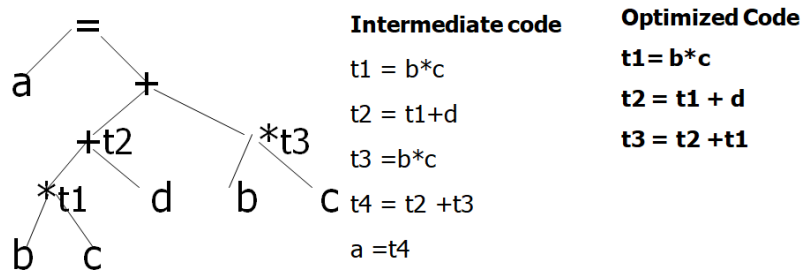 =
a
+
+t2
*t3
*t1
d
b
c
b
c
Intermediate code
t1 = b*c
t2 = t1+d
t3 =b*c
t4 = t2 +t3
a =t4
Optimized Code
t1= b*c
t2 = t1 + d
t3 = t2 +t1